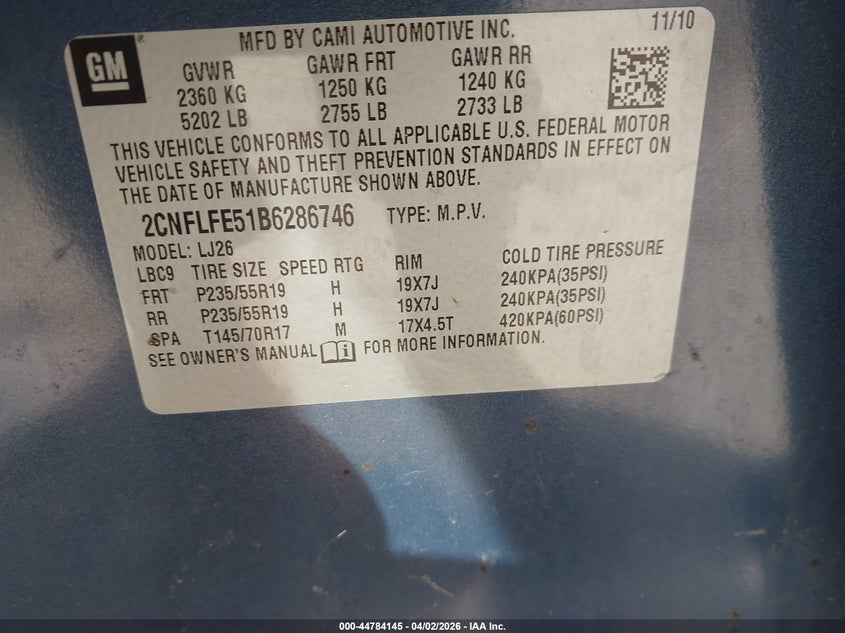 GM
MFD BY CAMI AUTOMOTIVE INC.
11/10
GVWR GAWR FRT GAWR RR
2360 KG 1250 KG 1240 KG
5202 LB 2755 LB 2733 LB
THIS VEHICLE CONFORMS TO ALL APPLICABLE U.S. FEDERAL MOTOR
VEHICLE SAFETY AND THEFT PREVENTION STANDARDS IN EFFECT ON
THE DATE OF MANUFACTURE SHOWN ABOVE.
2CNFLFE51B6286746 TYPE: M.P.V.
MODEL: LJ26
LBC9 TIRE SIZE SPEED RTG RIM COLD TIRE PRESSURE
FRT P235/55R19 H 19X7J 240KPA(35PSI)
RR P235/55R19 H 19X7J 240KPA(35PSI)
SPA T145/70R17 M 17X4.5T 420KPA(60PSI)
SEE OWNER'S MANUAL FOR MORE INFORMATION.
000-44784145 - 04/02/2026 - IAA Inc.